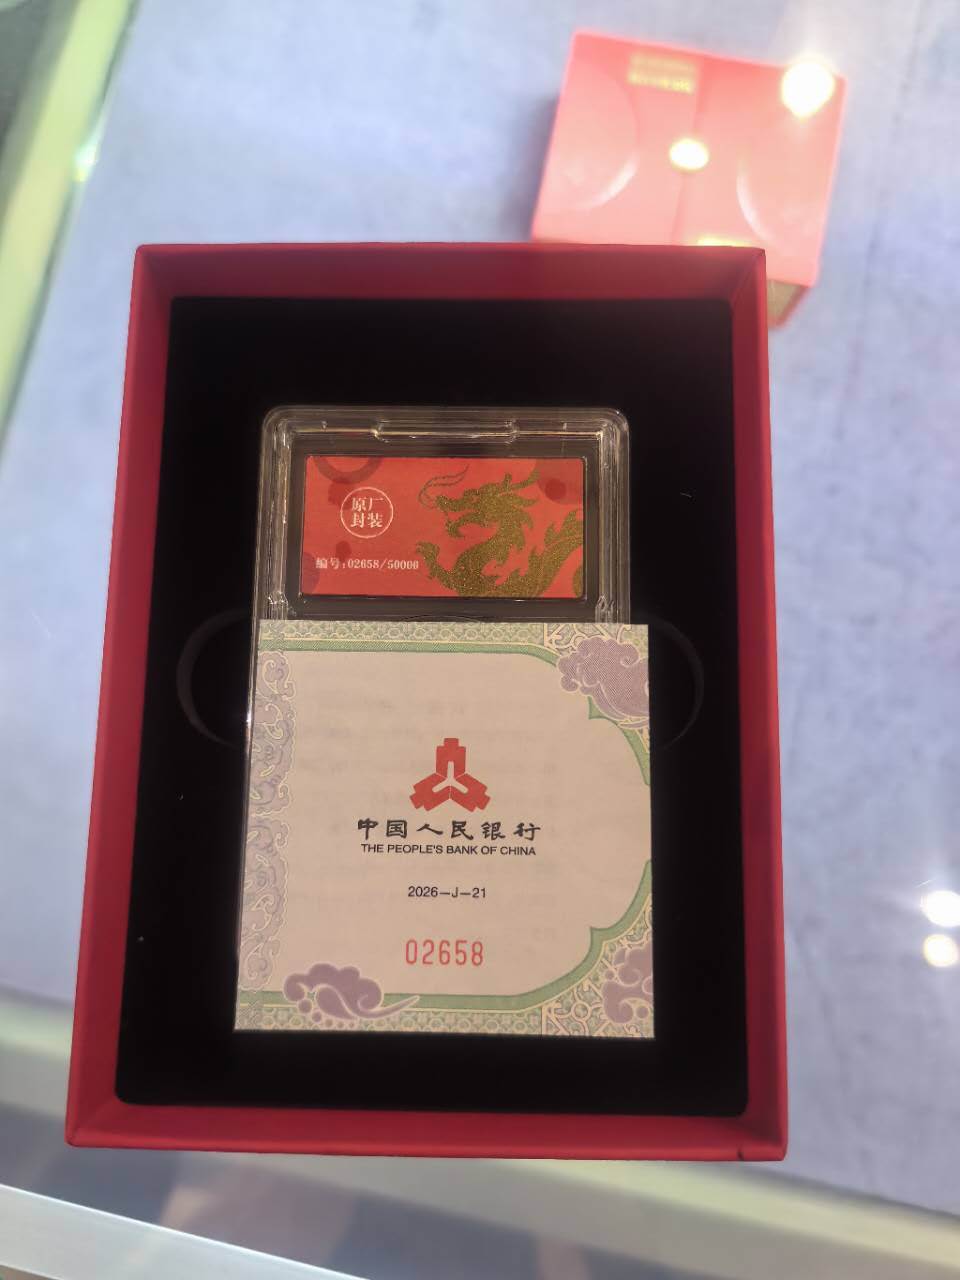 原厂
封装
编号:02658/50000
中国人民银行
THE PEOPLE'S BANK OF CHINA
2026—J—21
02658